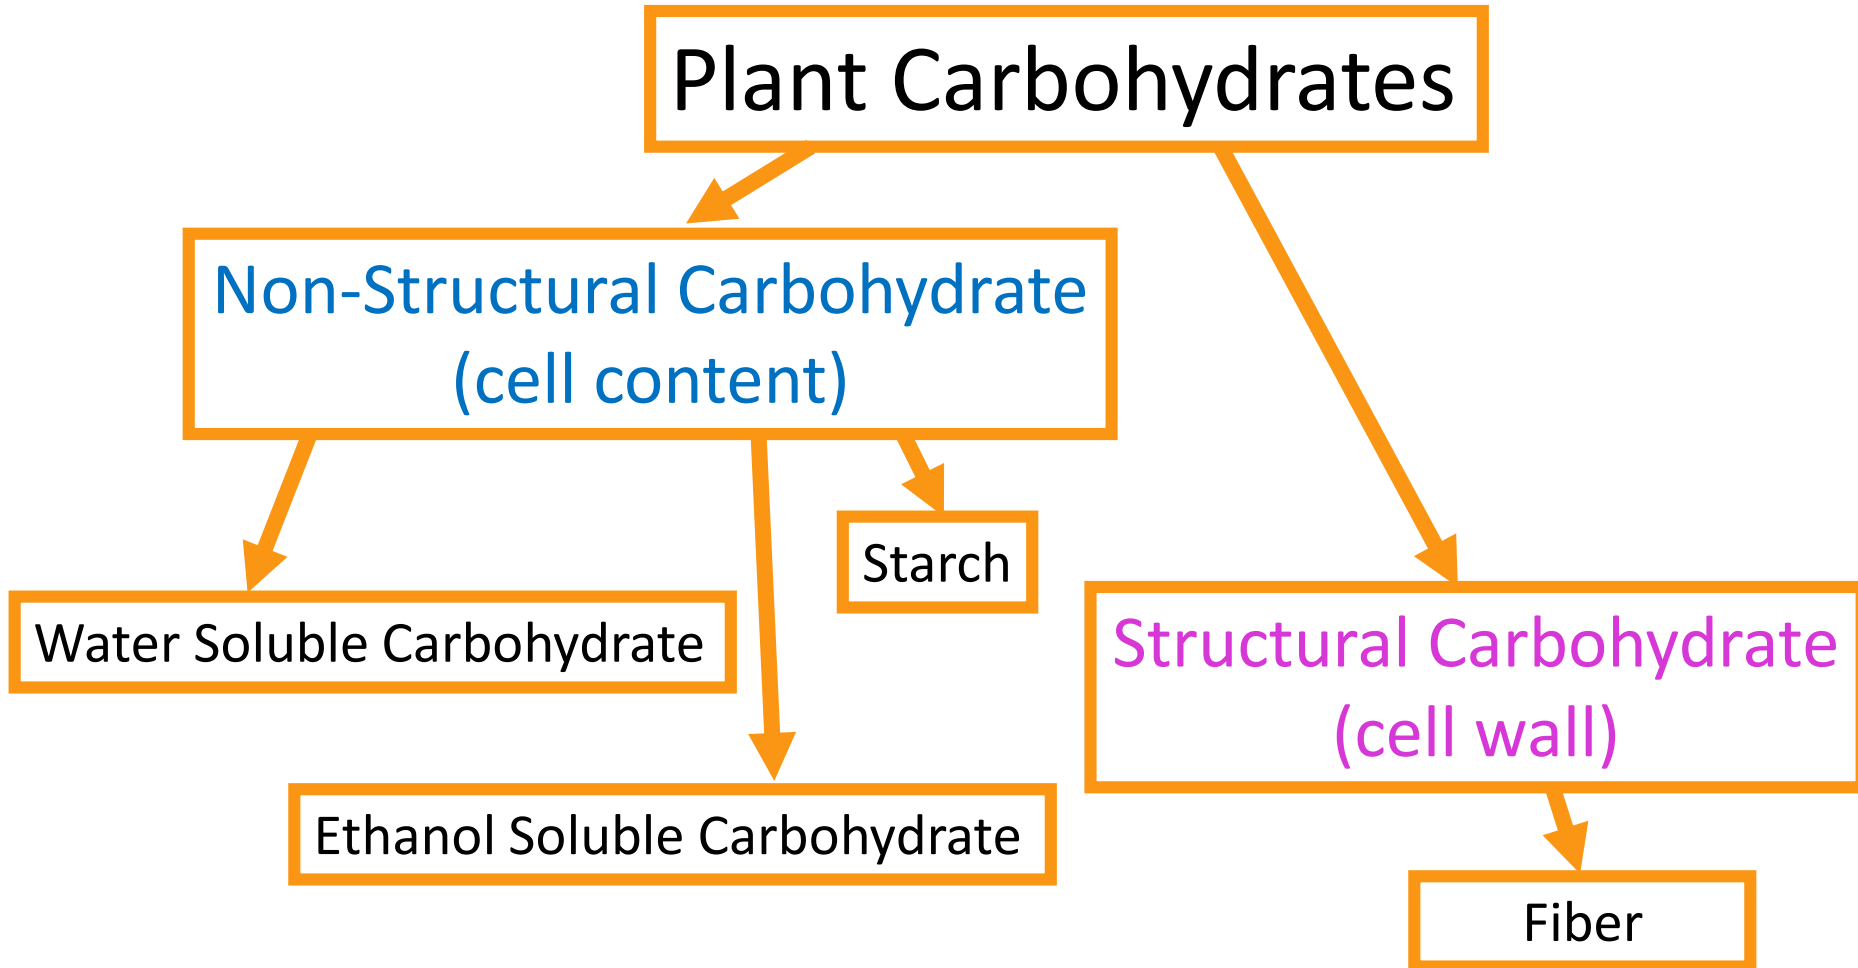 Plant Carbohydrates
Non-Structural Carbohydrate
(cell content)
Starch
Water Soluble Carbohydrate
Structural Carbohydrate
(cell wall)
Ethanol Soluble Carbohydrate
Fiber